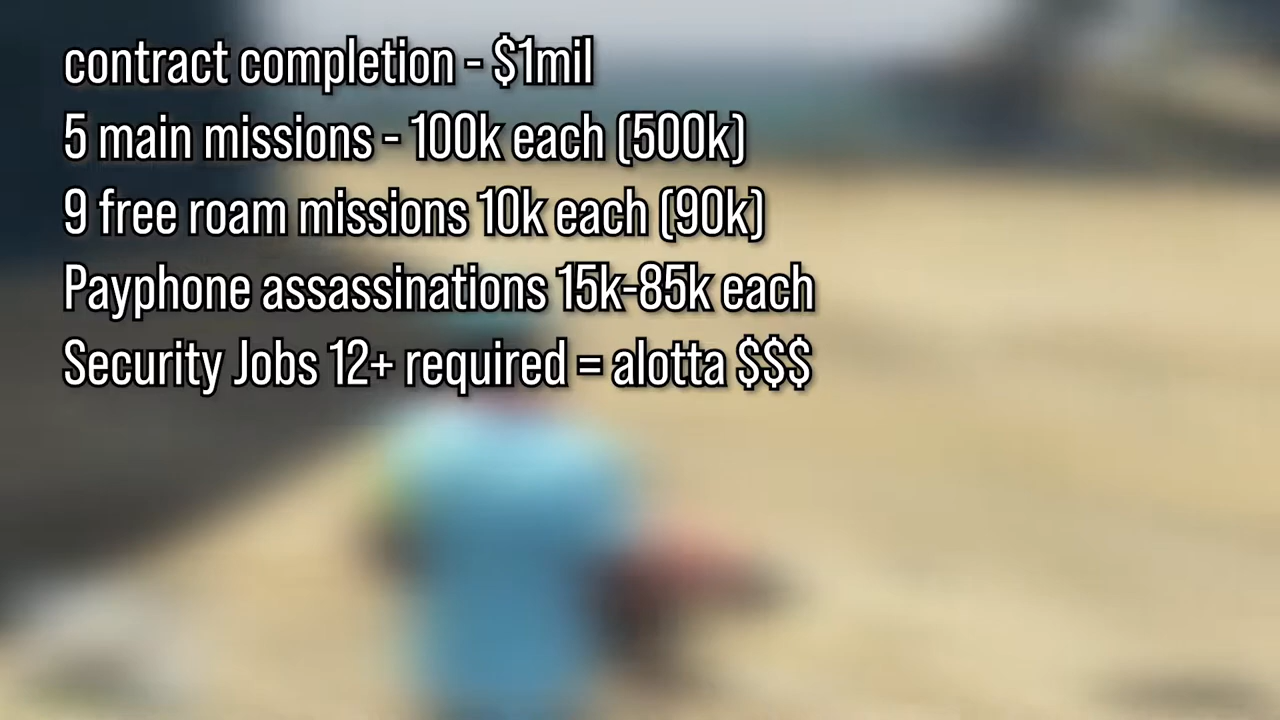 contract completion - $1mil
5 main missions - 100k each (500k)
9 free roam missions 10k each (90k)
Payphone assassinations 15k-85k each
Security Jobs 12+ required = alotta $$$